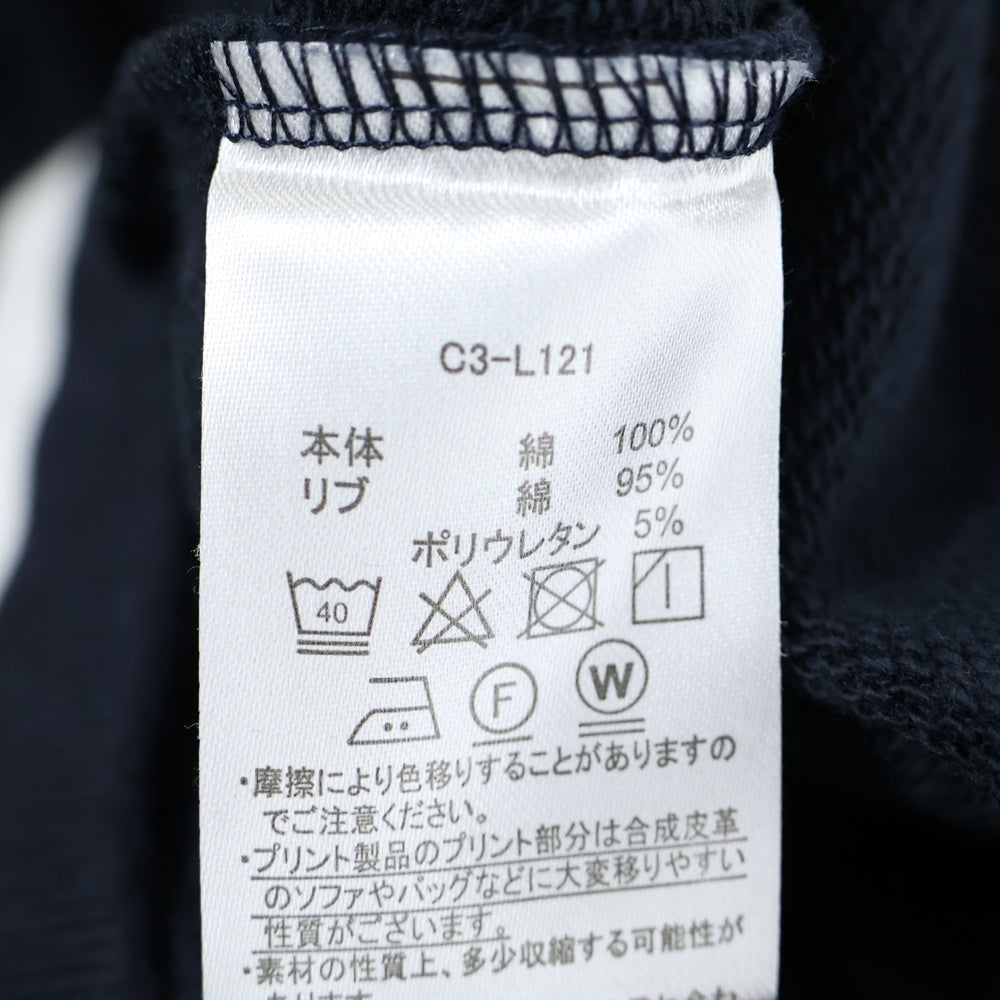 C3-L121
本体 綿 100%
リブ 綿 95%
ポリウレタン 5%
40
F W
・摩擦により色移りすることがありますの
でご注意ください。
・プリント製品のプリント部分は合成皮革
のソファやバッグなどに大変移りやすい
性質がございます。
・素材の性質上、多少収縮する可能性が
あります。